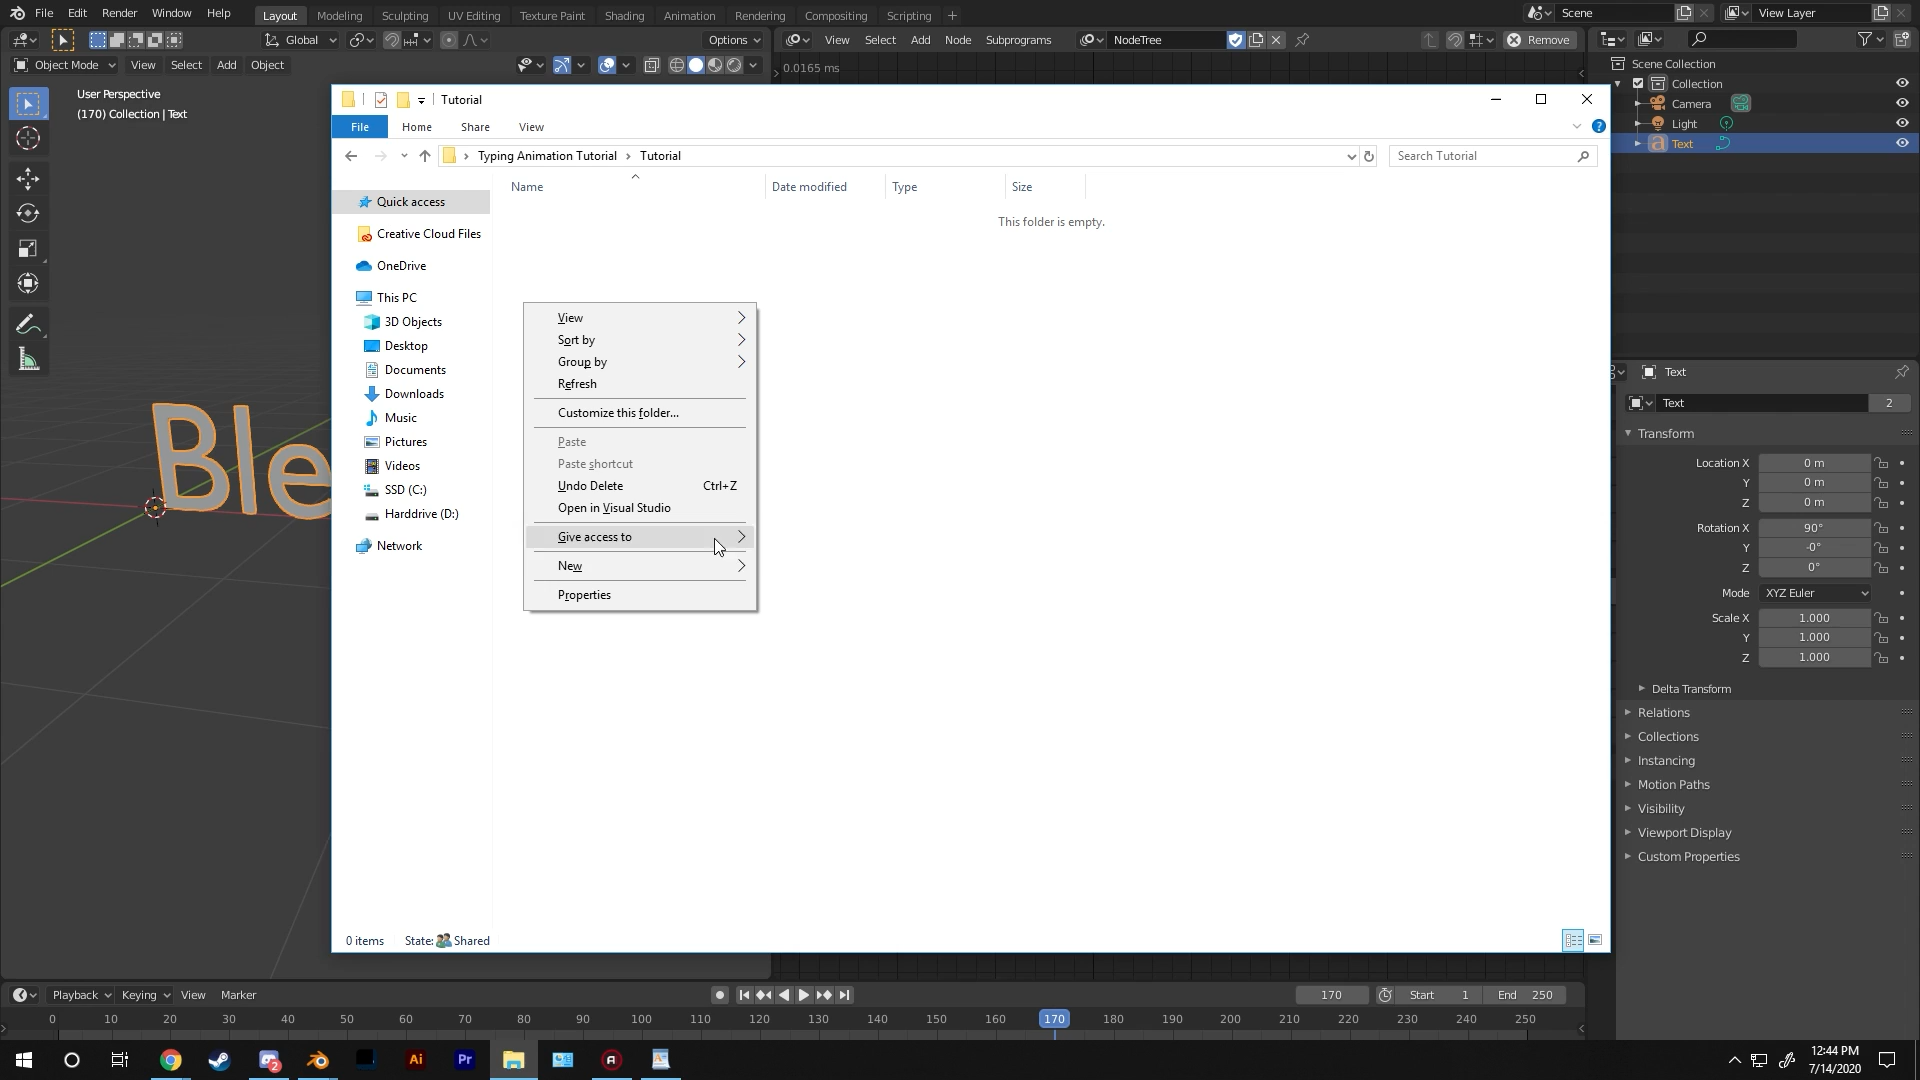 File Edit Render Window Help Layout Modeling Sculpting UV Editing Texture Paint Shading Animation Rendering Compositing Scripting + Scene View Layer
Global Options View Select Add Node Subprograms NodeTree Remove
Object Mode View Select Add Object 0.0165 ms
User Perspective
(170) Collection | Text
Scene Collection
Collection
Camera
Light
Text
Tutorial
File Home Share View
Typing Animation Tutorial Tutorial Search Tutorial
Name Date modified Type Size
This folder is empty.
Quick access
Creative Cloud Files
OneDrive
This PC
3D Objects
Desktop
Documents
Downloads
Music
Pictures
Videos
SSD (C:)
Harddrive (D:)
Network
View
Sort by
Group by
Refresh
Customize this folder...
Paste
Paste shortcut
Undo Delete Ctrl+Z
Open in Visual Studio
Give access to
New
Properties
0 items State: Shared
Ble
Text
Text 2
Transform
Location X 0 m
Y 0 m
Z 0 m
Rotation X 90°
Y -0°
Z 0°
Mode XYZ Euler
Scale X 1.000
Y 1.000
Z 1.000
Delta Transform
Relations
Collections
Instancing
Motion Paths
Visibility
Viewport Display
Custom Properties
Playback Keying View Marker 170 Start 1 End 250
0 10 20 30 40 50 60 70 80 90 100 110 120 130 140 150 160 170 180 190 200 210 220 230 240 250
2 Ai Pr 12:44 PM
7/14/2020